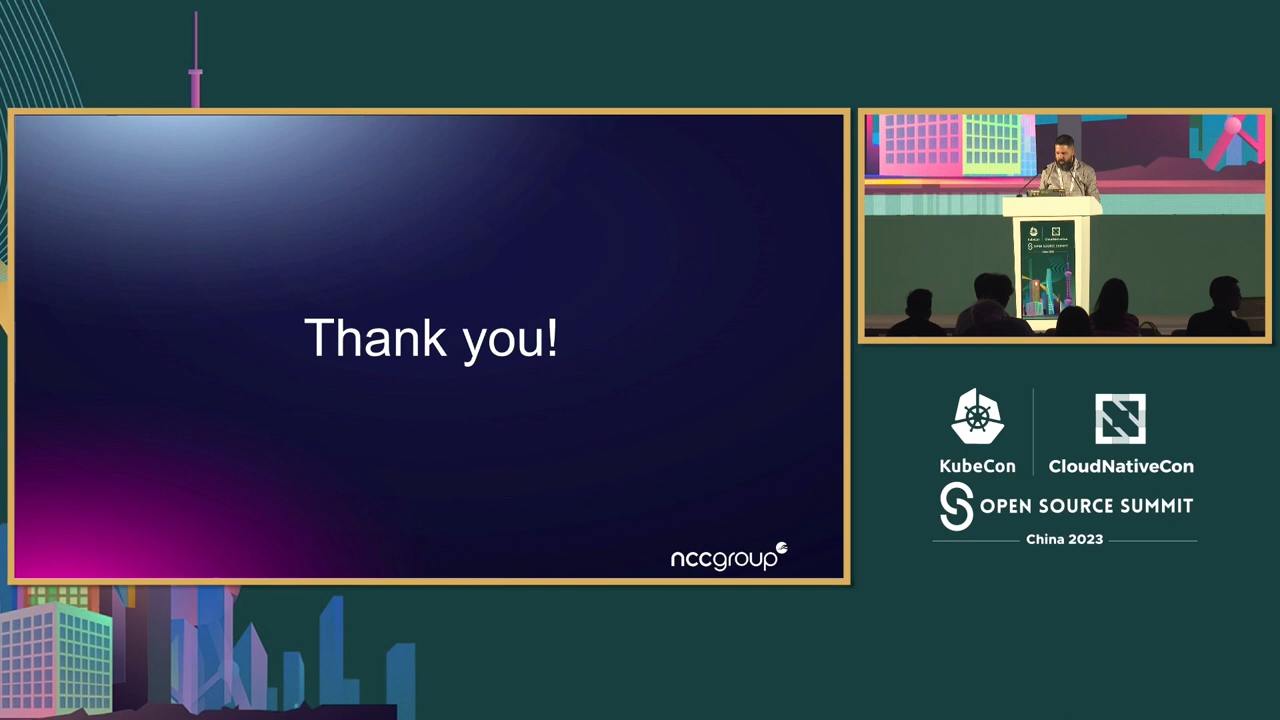 Thank you!
nccgroup
KubeCon
CloudNativeCon
OPEN SOURCE SUMMIT
China 2023